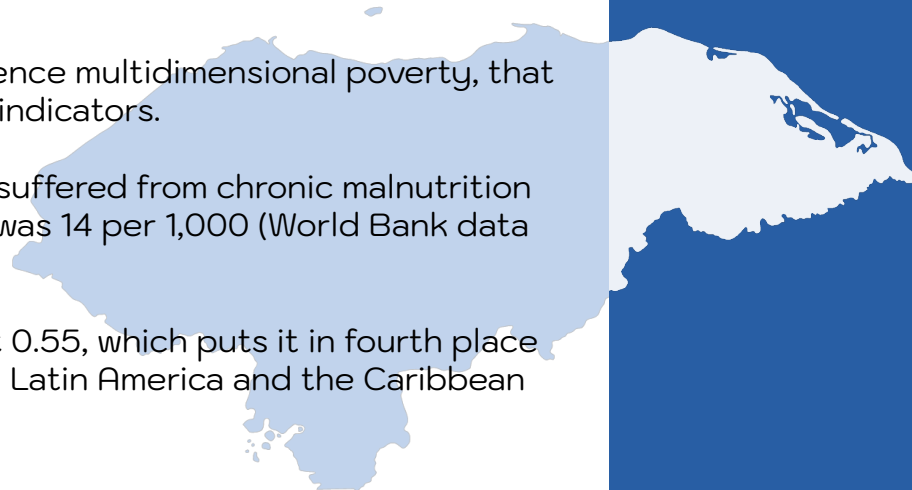 ence multidimensional poverty, that
indicators.
suffered from chronic malnutrition
was 14 per 1,000 (World Bank data
0.55, which puts it in fourth place
Latin America and the Caribbean